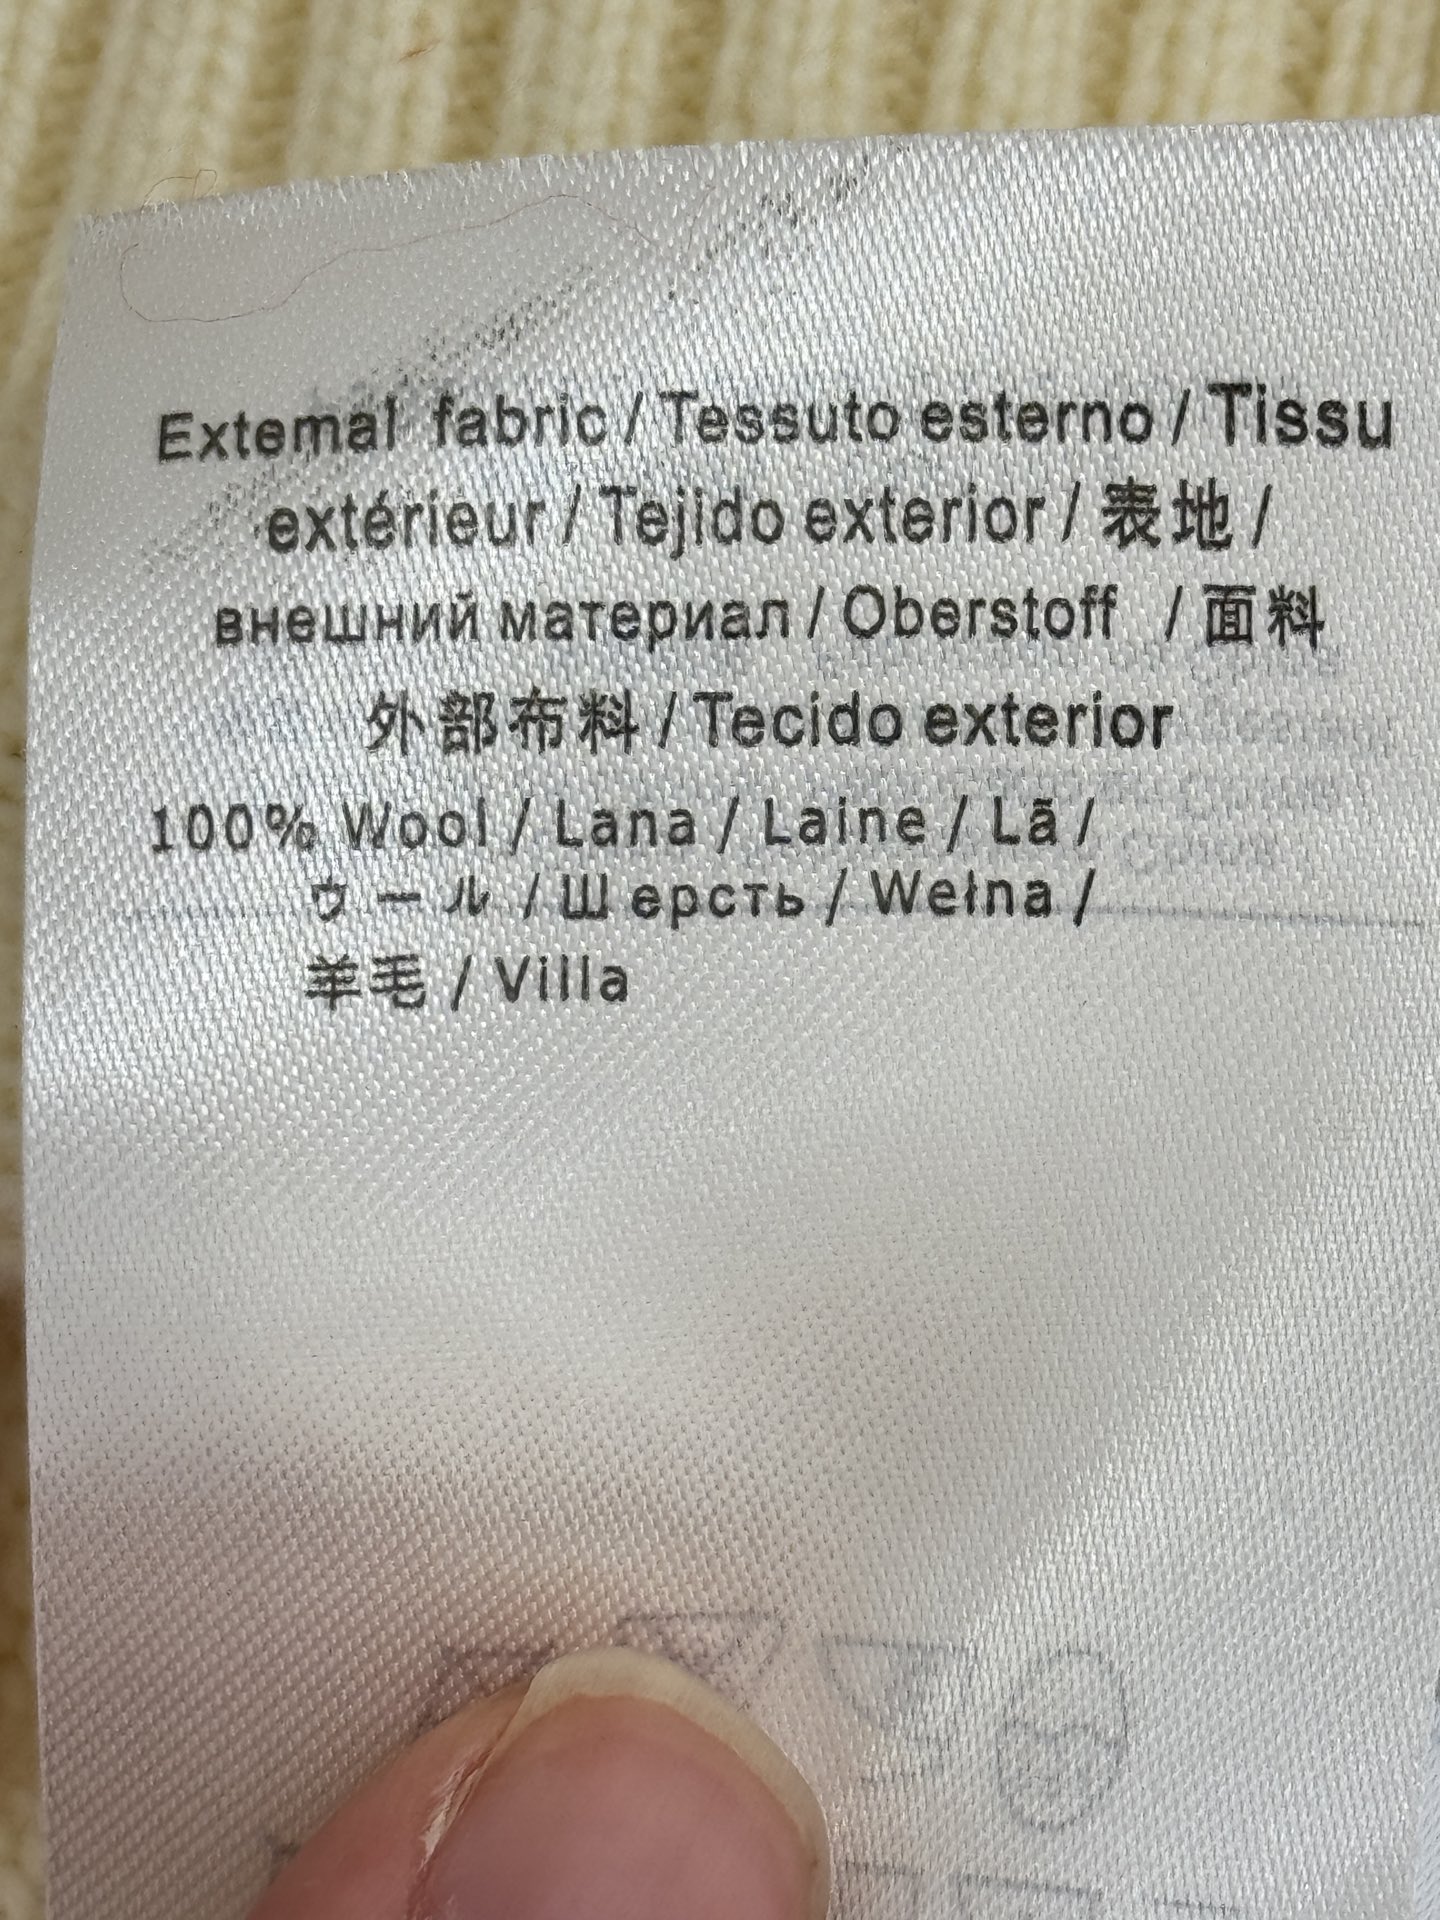 Extemal fabric / Tessuto esterno / Tissu
extérieur / Tejido exterior / 表地 /
внешний материал / Oberstoff / 面料
外部布料 / Tecido exterior
100% Wool / Lana / Laine / Lã /
ウール / Шерсть / Wełna /
羊毛 / Villa